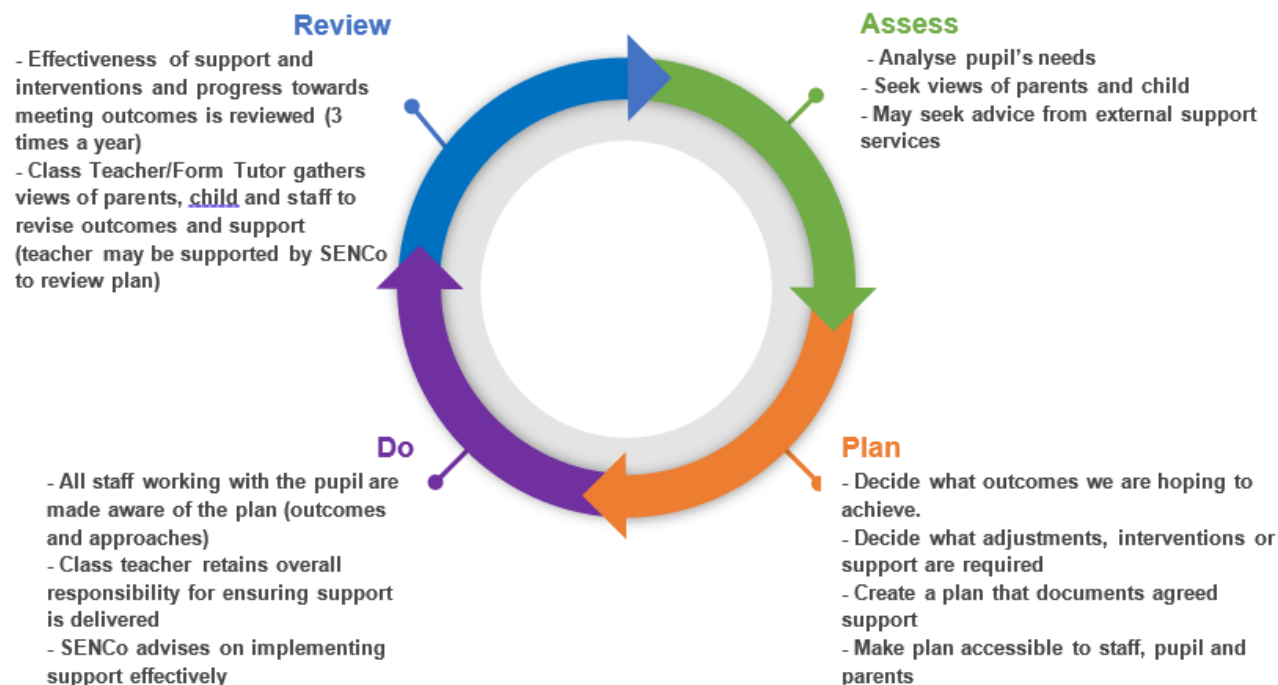 Review
- Effectiveness of support and
interventions and progress towards
meeting outcomes is reviewed (3
times a year)
- Class Teacher/Form Tutor gathers
views of parents, child and staff to
revise outcomes and support
(teacher may be supported by SENCo
to review plan)
Assess
- Analyse pupil's needs
- Seek views of parents and child
- May seek advice from external support
services
Do
- All staff working with the pupil are
made aware of the plan (outcomes
and approaches)
- Class teacher retains overall
responsibility for ensuring support
is delivered
- SENCo advises on implementing
support effectively
Plan
- Decide what outcomes we are hoping to
achieve.
- Decide what adjustments, interventions or
support are required
- Create a plan that documents agreed
support
- Make plan accessible to staff, pupil and
parents